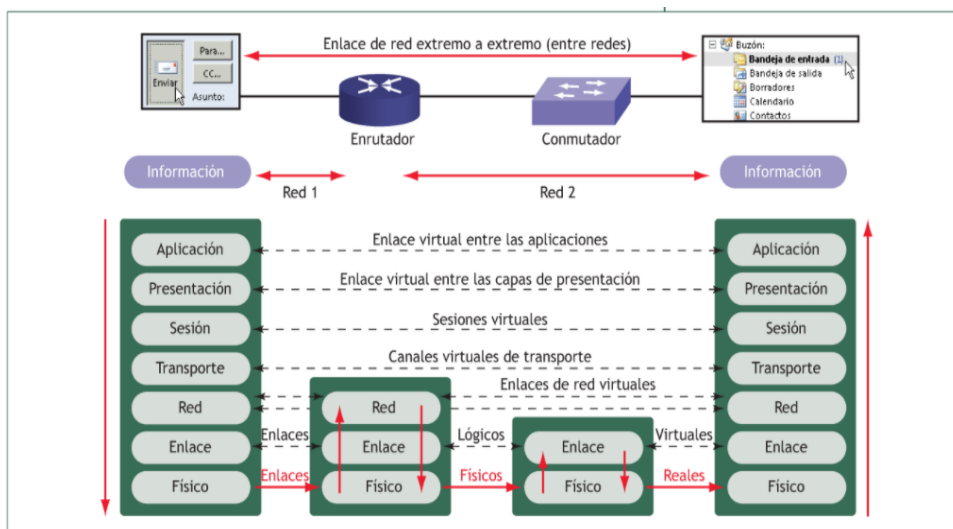 Enlace de red extremo a extremo (entre redes)
Para...
CC...
Enviar
Asunto:
Buzón:
Bandeja de entrada (1)
Bandeja de salida
Borradores
Calendario
Contactos
Enrutador
Conmutador
Información
Red 1
Red 2
Información
Aplicación
Enlace virtual entre las aplicaciones
Aplicación
Presentación
Enlace virtual entre las capas de presentación
Presentación
Sesión
Sesiones virtuales
Sesión
Transporte
Canales virtuales de transporte
Transporte
Enlaces de red virtuales
Red
Red
Red
Enlace
Enlaces
Enlace
Lógicos
Enlace
Virtuales
Enlace
Físico
Enlaces
Físico
Físicos
Físico
Reales
Físico